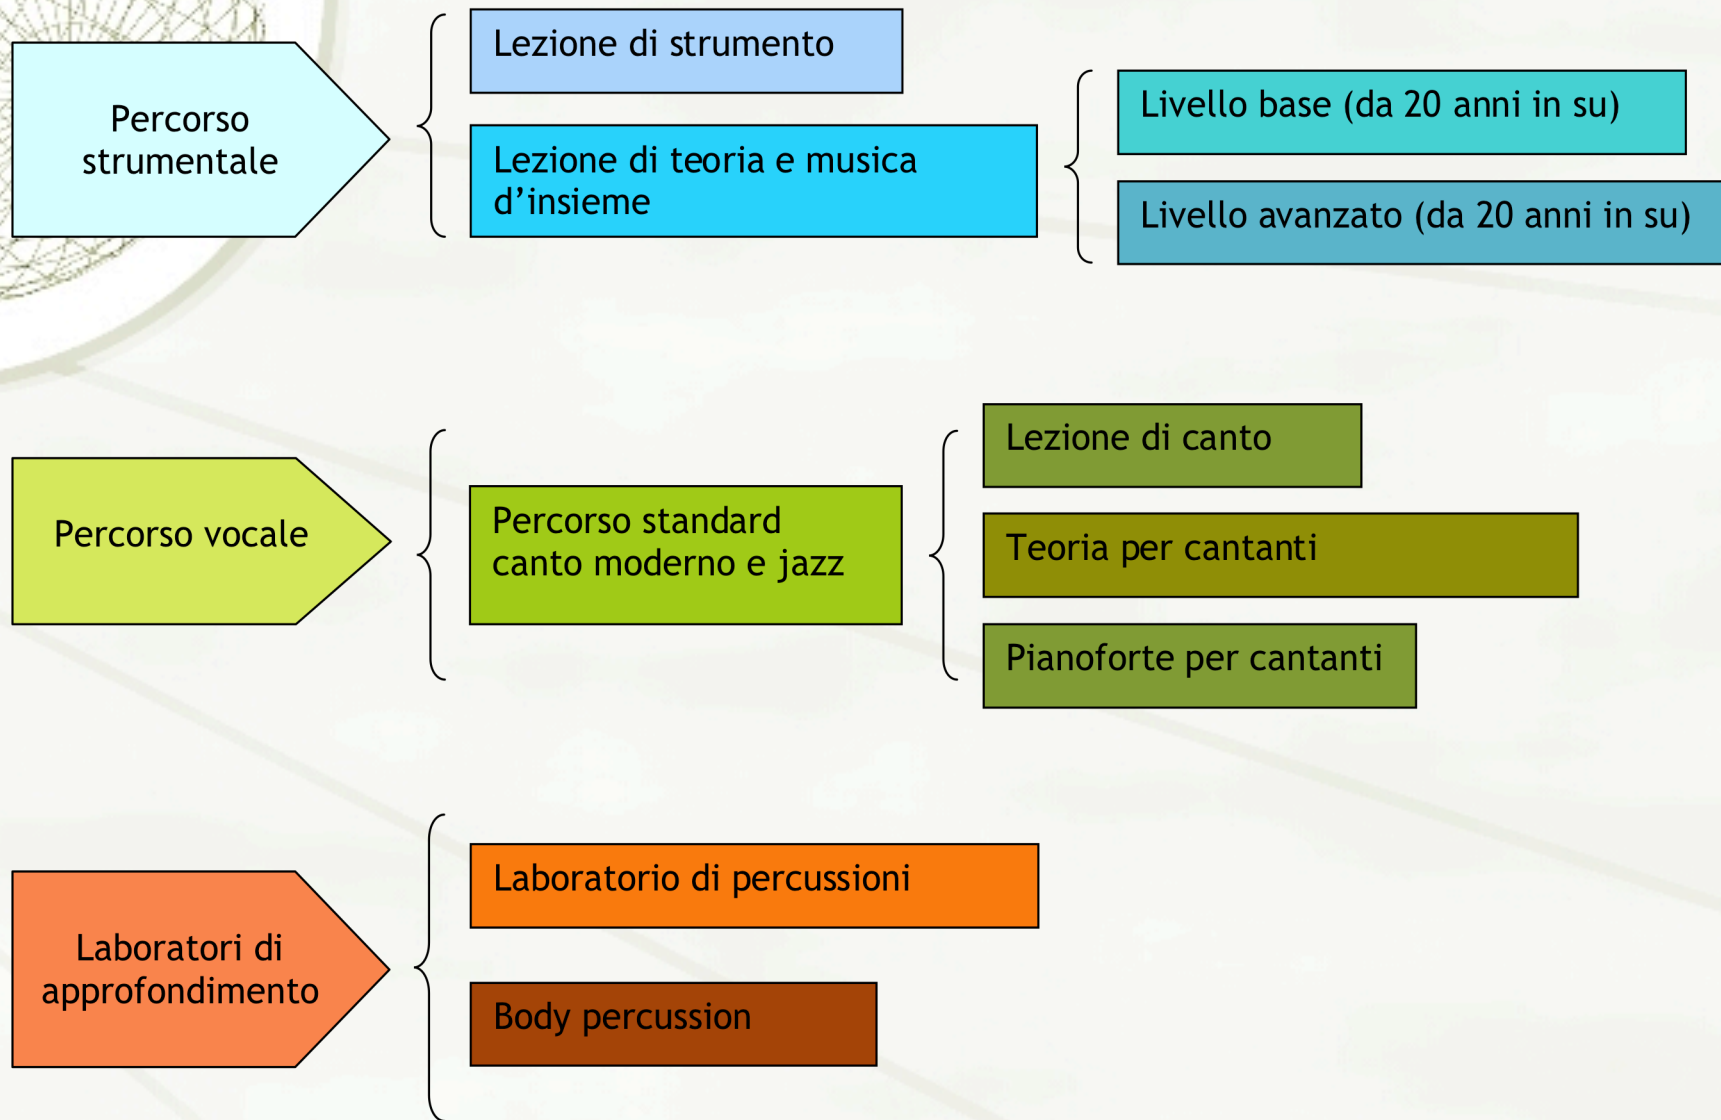 Percorso
strumentale
Lezione di strumento
Lezione di teoria e musica
d’insieme
Livello base (da 20 anni in su)
Livello avanzato (da 20 anni in su)
Percorso vocale
Percorso standard
canto moderno e jazz
Lezione di canto
Teoria per cantanti
Pianoforte per cantanti
Laboratori di
approfondimento
Laboratorio di percussioni
Body percussion